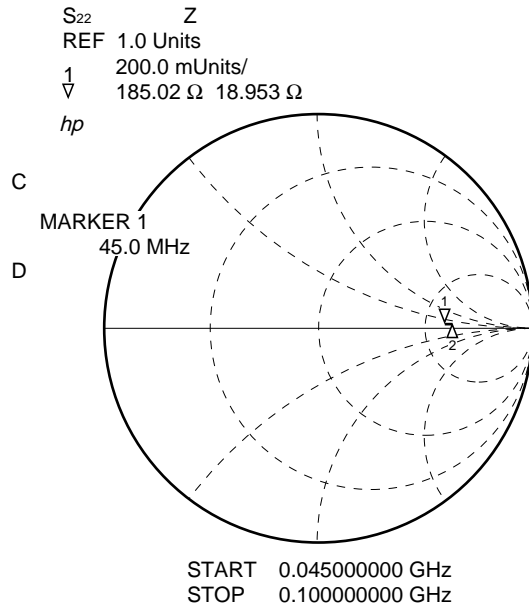 S22 Z
REF 1.0 Units
1 200.0 mUnits/
▽ 185.02 Ω 18.953 Ω
hp
C
MARKER 1
45.0 MHz
D
1
2
START 0.045000000 GHz
STOP 0.100000000 GHz